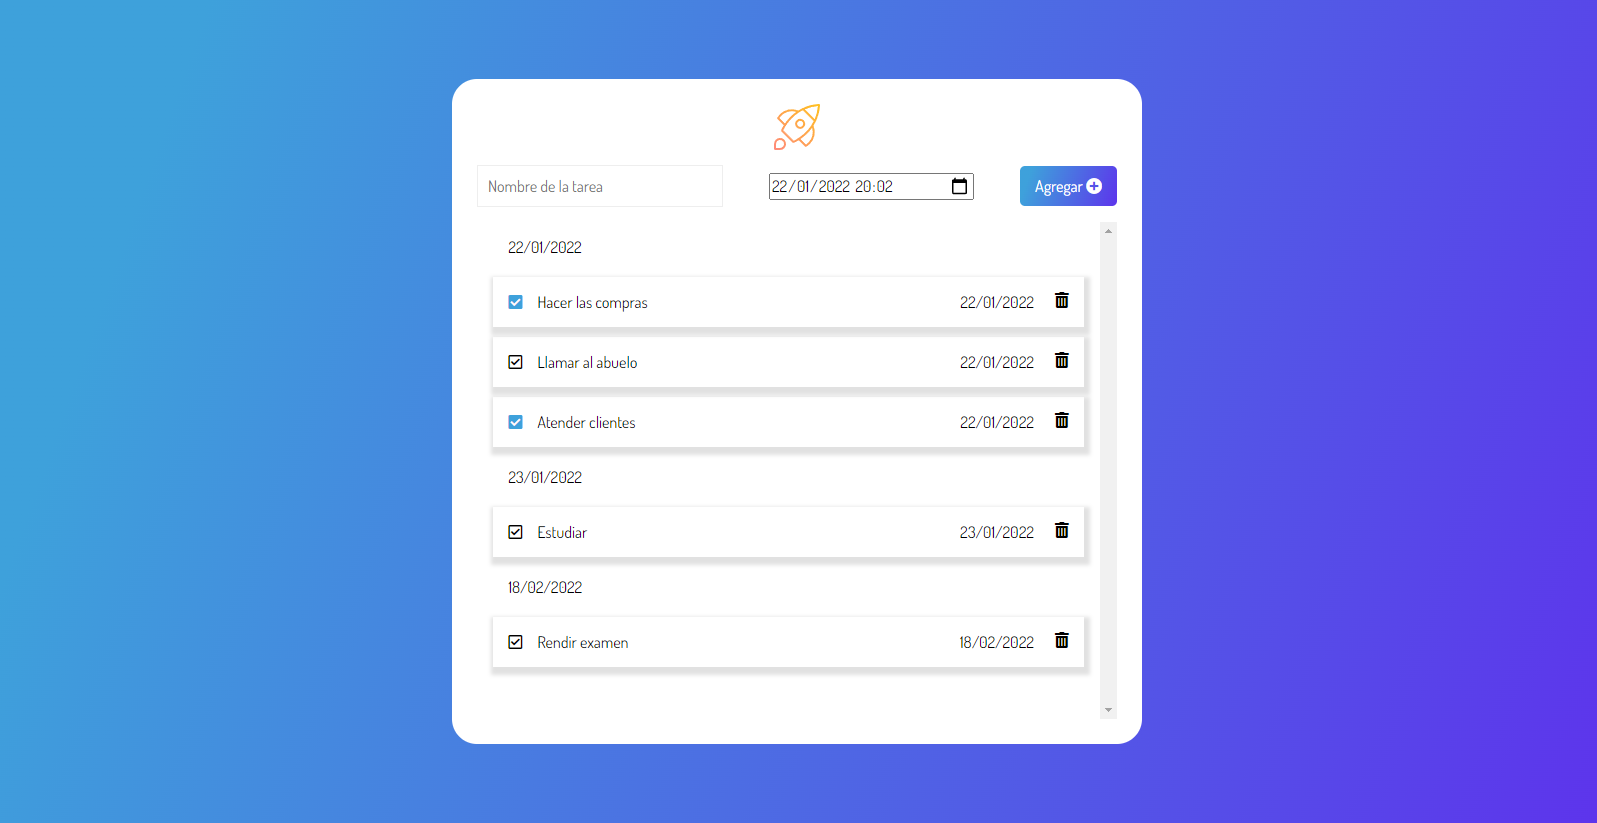 Nombre de la tarea
22/01/2022 20:02
Agregar
22/01/2022
Hacer las compras 22/01/2022
Llamar al abuelo 22/01/2022
Atender clientes 22/01/2022
23/01/2022
Estudiar 23/01/2022
18/02/2022
Rendir examen 18/02/2022